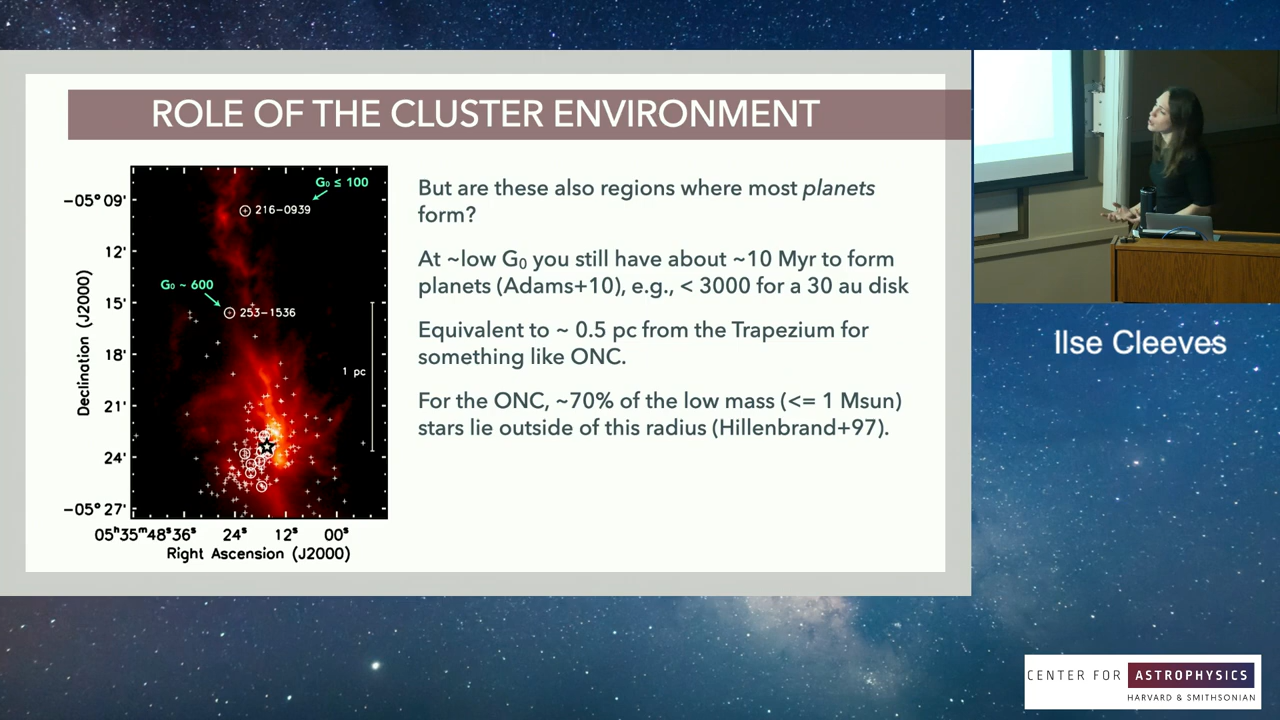 ROLE OF THE CLUSTER ENVIRONMENT
G₀ ≤ 100
−05° 09'
216−0939
12'
G₀ ~ 600
15'
253−1536
18'
1 pc
21'
24'
−05° 27'
Declination (J2000)
05ʰ35ᵐ48ˢ36ˢ 24ˢ 12ˢ 00ˢ
Right Ascension (J2000)
But are these also regions where most planets
form?
At ~low G₀ you still have about ~10 Myr to form
planets (Adams+10), e.g., < 3000 for a 30 au disk
Equivalent to ~ 0.5 pc from the Trapezium for
something like ONC.
For the ONC, ~70% of the low mass (<= 1 Msun)
stars lie outside of this radius (Hillenbrand+97).
Ilse Cleeves
CENTER FOR ASTROPHYSICS
HARVARD & SMITHSONIAN